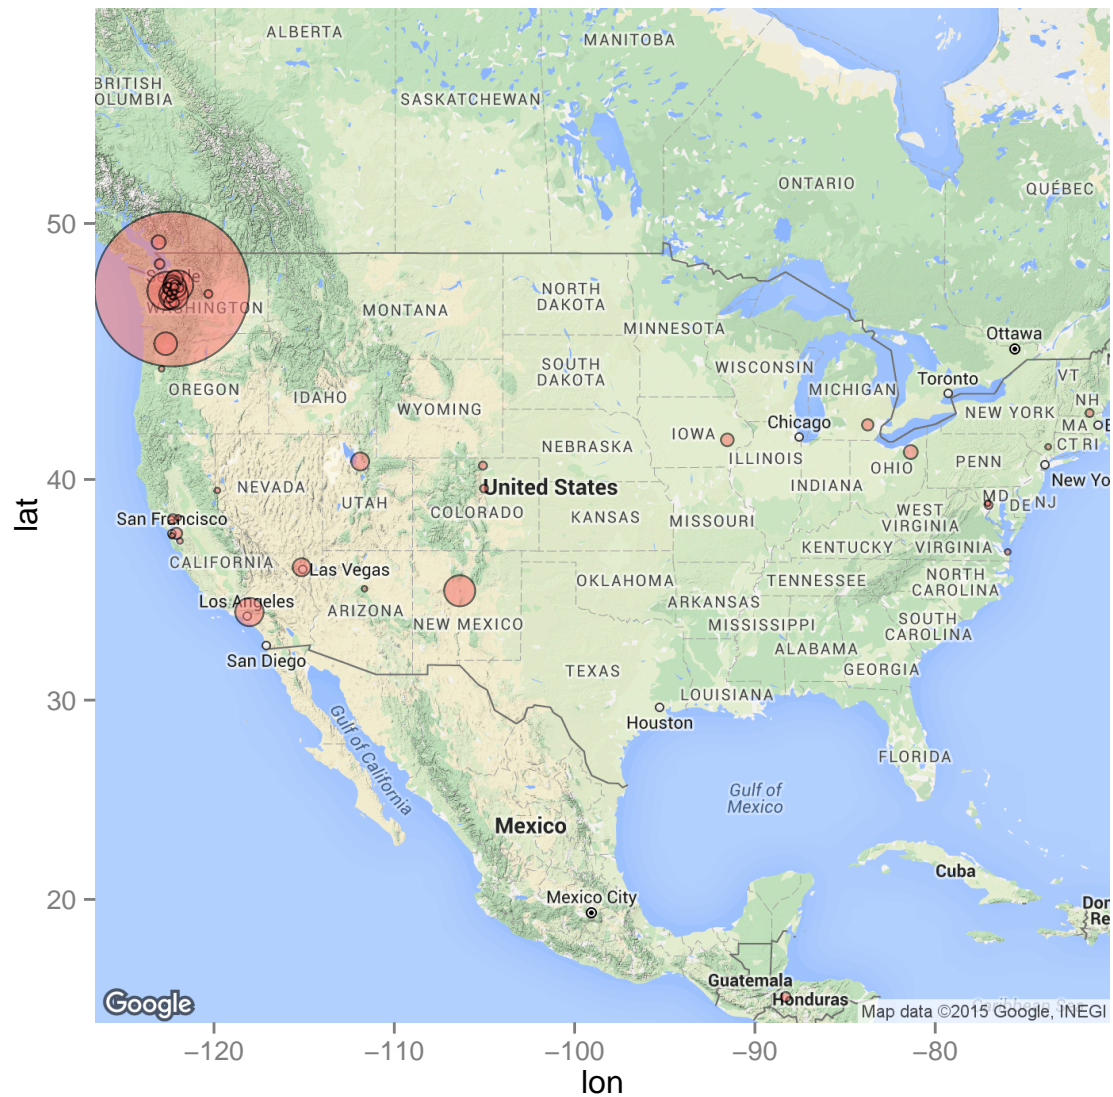 ALBERTA
MANITOBA
BRITISH
OLUMBIA
SASKATCHEWAN
ONTARIO
QUÉBEC
50
WASHINGTON
MONTANA
NORTH
DAKOTA
MINNESOTA
Ottawa
SOUTH
DAKOTA
WISCONSIN
MICHIGAN
Toronto
VT
OREGON
IDAHO
WYOMING
NH
NEW YORK
MA
Chicago
IOWA
NEBRASKA
ILLINOIS
OHIO
PENN
CT RI
40
NEVADA
UTAH
United States
COLORADO
INDIANA
New Yo
MD
DE
NJ
San Francisco
KANSAS
MISSOURI
WEST
VIRGINIA
CALIFORNIA
KENTUCKY
VIRGINIA
Las Vegas
OKLAHOMA
TENNESSEE
NORTH
CAROLINA
Los Angeles
ARIZONA
NEW MEXICO
ARKANSAS
MISSISSIPPI
SOUTH
CAROLINA
San Diego
ALABAMA
TEXAS
GEORGIA
30
LOUISIANA
Houston
Gulf of California
FLORIDA
Gulf of
Mexico
Mexico
Cuba
20
Mexico City
Don
Re
Guatemala
Honduras
Google
Map data ©2015 Google, INEGI
−120
−110
−100
−90
−80
lon
lat